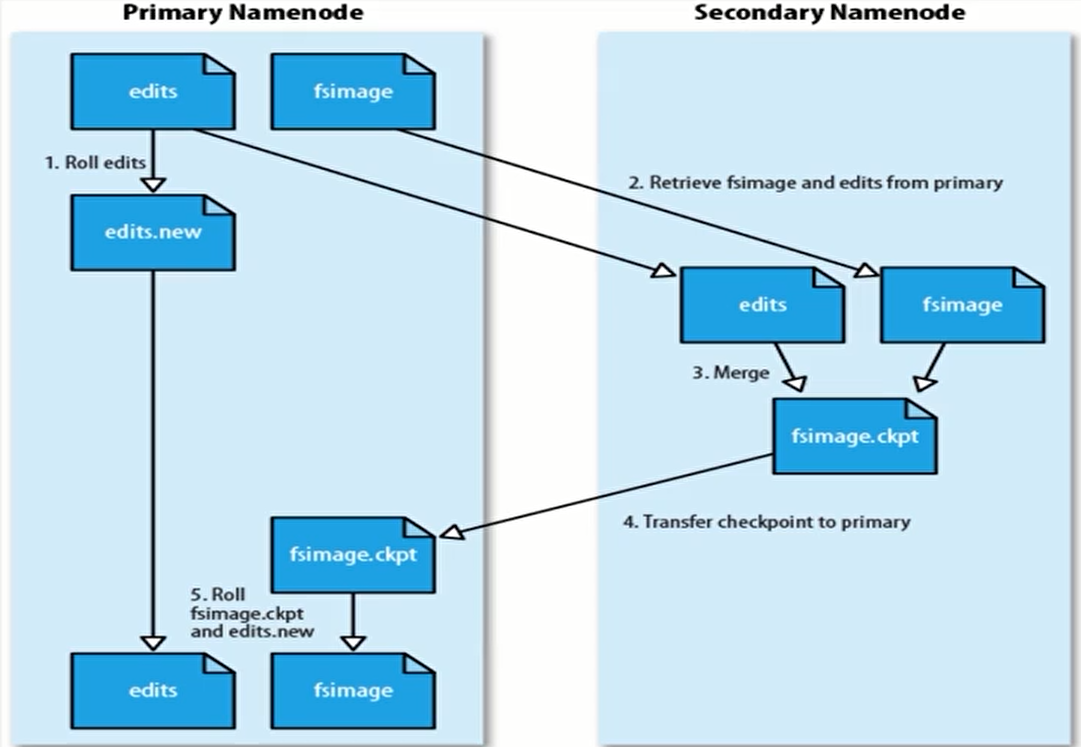 Primary Namenode
Secondary Namenode
edits
fsimage
1. Roll edits
2. Retrieve fsimage and edits from primary
edits.new
edits
fsimage
3. Merge
fsimage.ckpt
4. Transfer checkpoint to primary
fsimage.ckpt
5. Roll
fsimage.ckpt
and edits.new
edits
fsimage